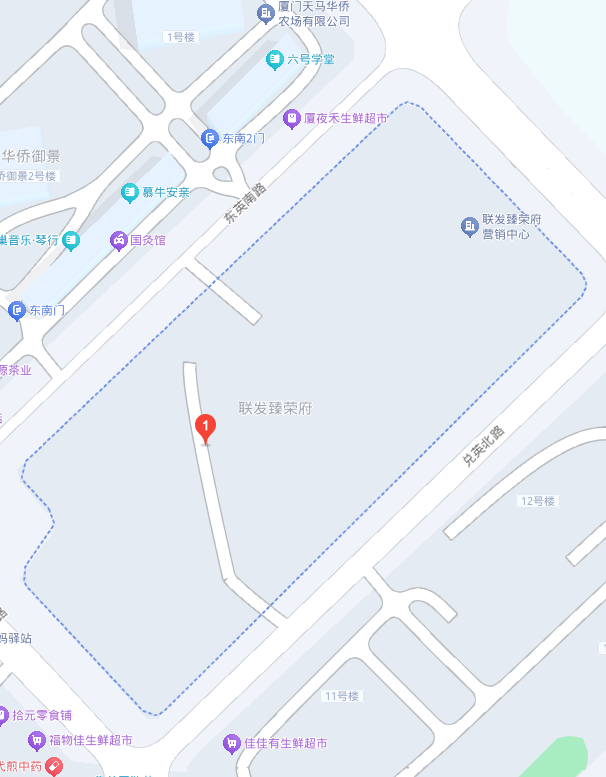 厦门天马华侨
农场有限公司
1号楼
六号学堂
厦夜禾生鲜超市
东南2门
华侨御景
侨御景2号楼
慕牛安亲
东英南路
联发臻荣府
营销中心
巢音乐·琴行
国灸馆
东南门
源茶业
联发臻荣府
1
兑英北路
12号楼
妈驿站
11号楼
拾元零食铺
福物佳生鲜超市
佳佳有生鲜超市
代煎中药